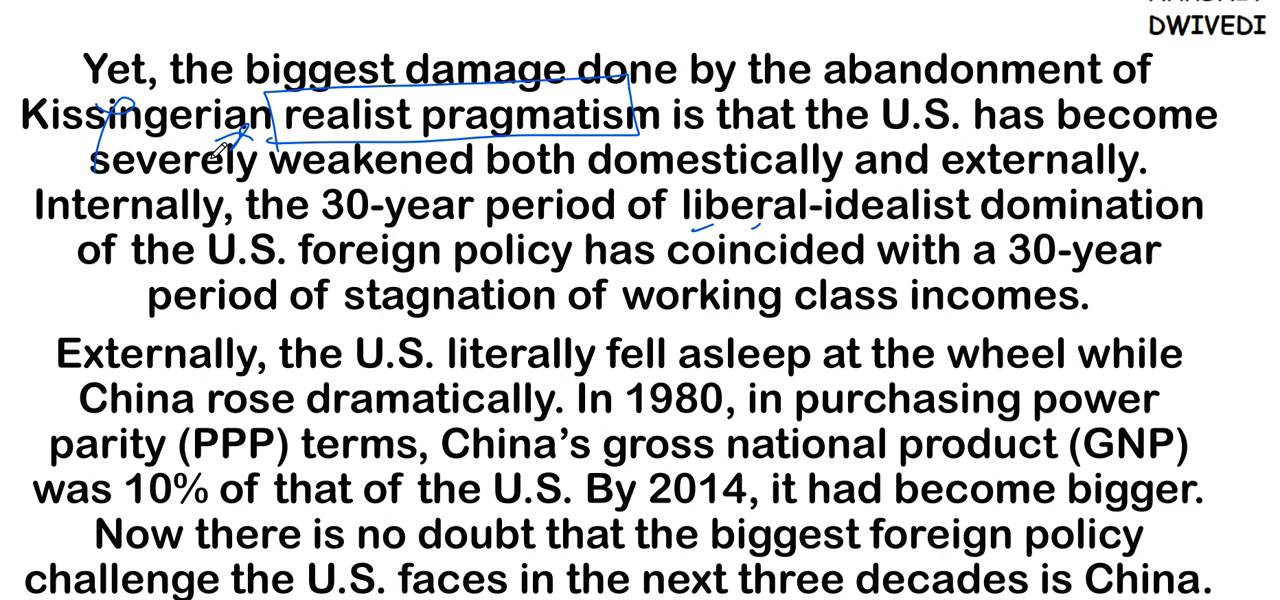 DWIVEDI
Yet, the biggest damage done by the abandonment of
Kissingerian realist pragmatism is that the U.S. has become
severely weakened both domestically and externally.
Internally, the 30-year period of liberal-idealist domination
of the U.S. foreign policy has coincided with a 30-year
period of stagnation of working class incomes.
Externally, the U.S. literally fell asleep at the wheel while
China rose dramatically. In 1980, in purchasing power
parity (PPP) terms, China’s gross national product (GNP)
was 10% of that of the U.S. By 2014, it had become bigger.
Now there is no doubt that the biggest foreign policy
challenge the U.S. faces in the next three decades is China.